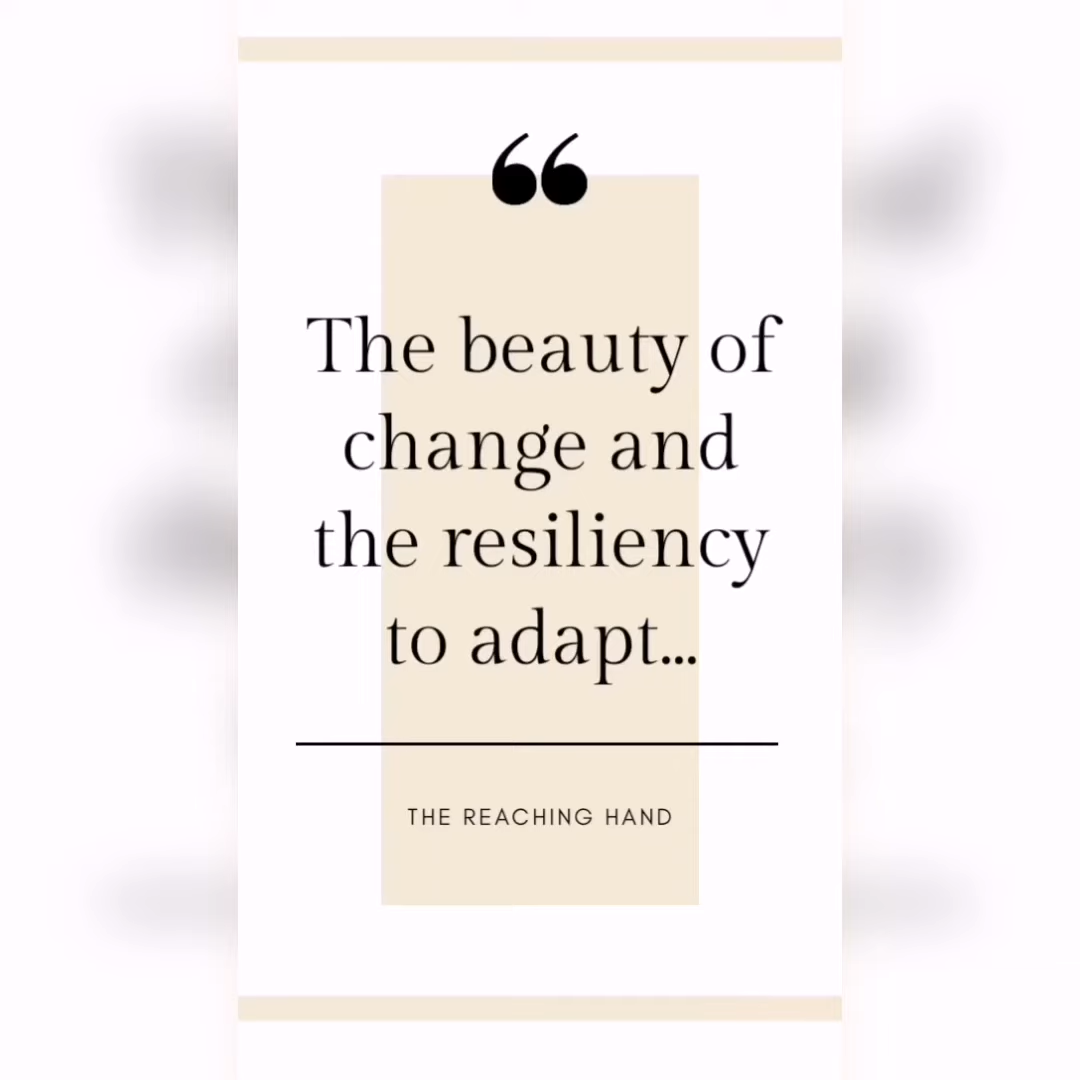 “
The beauty of
change and
the resiliency
to adapt...
THE REACHING HAND